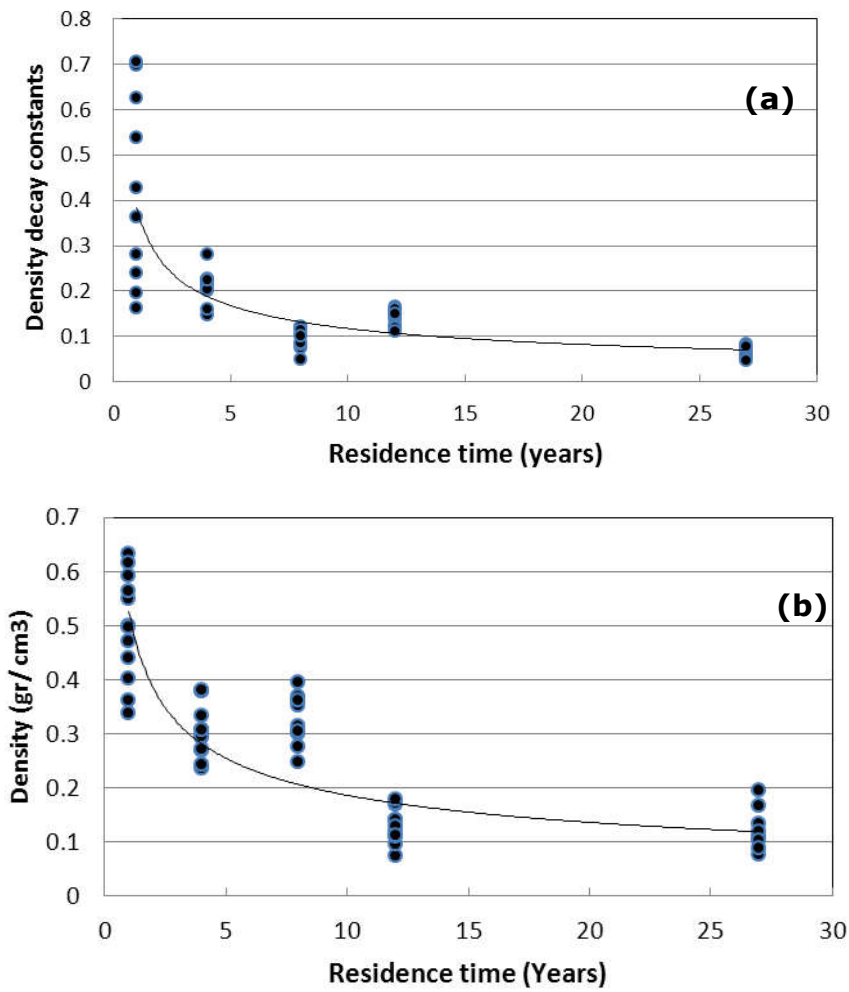 0.8
0.7
0.6
0.5
0.4
0.3
0.2
0.1
0
Density decay constants
(a)
0 5 10 15 20 25 30
Residence time (years)
0.7
0.6
0.5
0.4
0.3
0.2
0.1
0
Density (gr/cm3)
(b)
0 5 10 15 20 25 30
Residence time (Years)